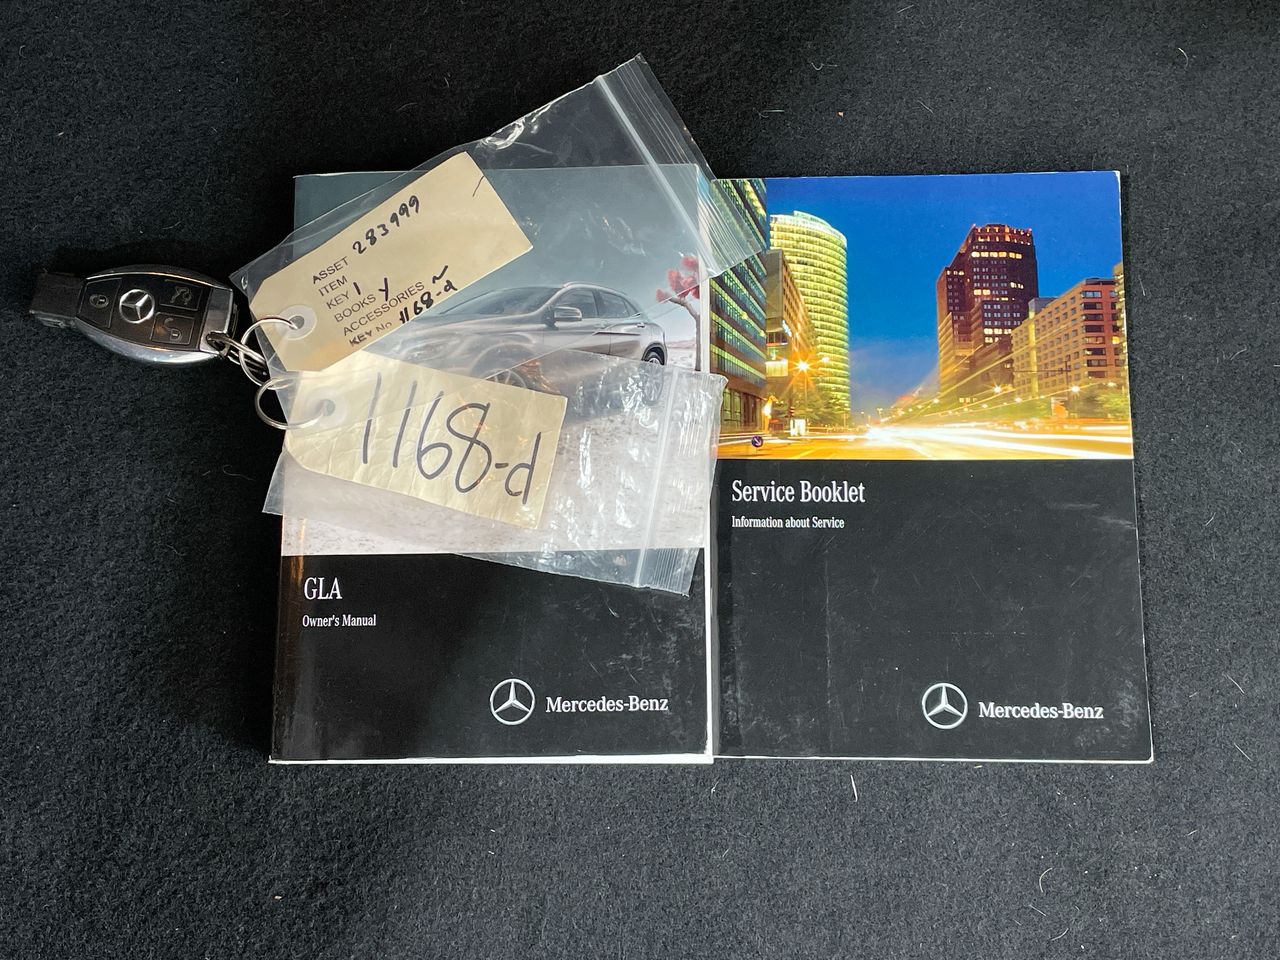 ASSET 283999
ITEM
KEY 1
BOOKS Y
ACCESSORIES N
KEY No 1168-d
1168-d
GLA
Owner's Manual
Mercedes-Benz
Service Booklet
Information about Service
Mercedes-Benz